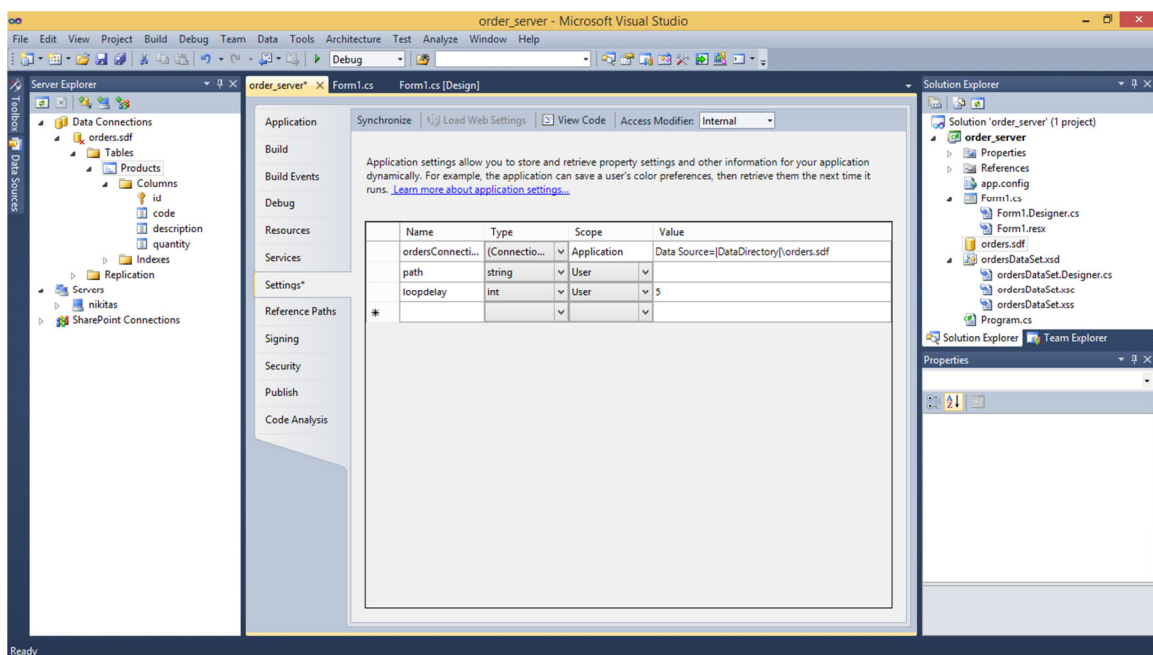 order_server - Microsoft Visual Studio
File Edit View Project Build Debug Team Data Tools Architecture Test Analyze Window Help
Debug
Toolbox
Data Sources
Server Explorer
Data Connections
orders.sdf
Tables
Products
Columns
id
code
description
quantity
Indexes
Replication
Servers
nikitas
SharePoint Connections
order_server* Form1.cs Form1.cs [Design]
Application
Build
Build Events
Debug
Resources
Services
Settings*
Reference Paths
Signing
Security
Publish
Code Analysis
Synchronize Load Web Settings View Code Access Modifier: Internal
Application settings allow you to store and retrieve property settings and other information for your application
dynamically. For example, the application can save a user's color preferences, then retrieve them the next time it
runs. Learn more about application settings...
Name Type Scope Value
ordersConnecti... (Connectio... Application Data Source=|DataDirectory|\orders.sdf
path string User
loopdelay int User 5
Solution Explorer
Solution 'order_server' (1 project)
order_server
Properties
References
app.config
Form1.cs
Form1.Designer.cs
Form1.resx
orders.sdf
ordersDataSet.xsd
ordersDataSet.Designer.cs
ordersDataSet.xsc
ordersDataSet.xss
Program.cs
Solution Explorer Team Explorer
Properties
Ready